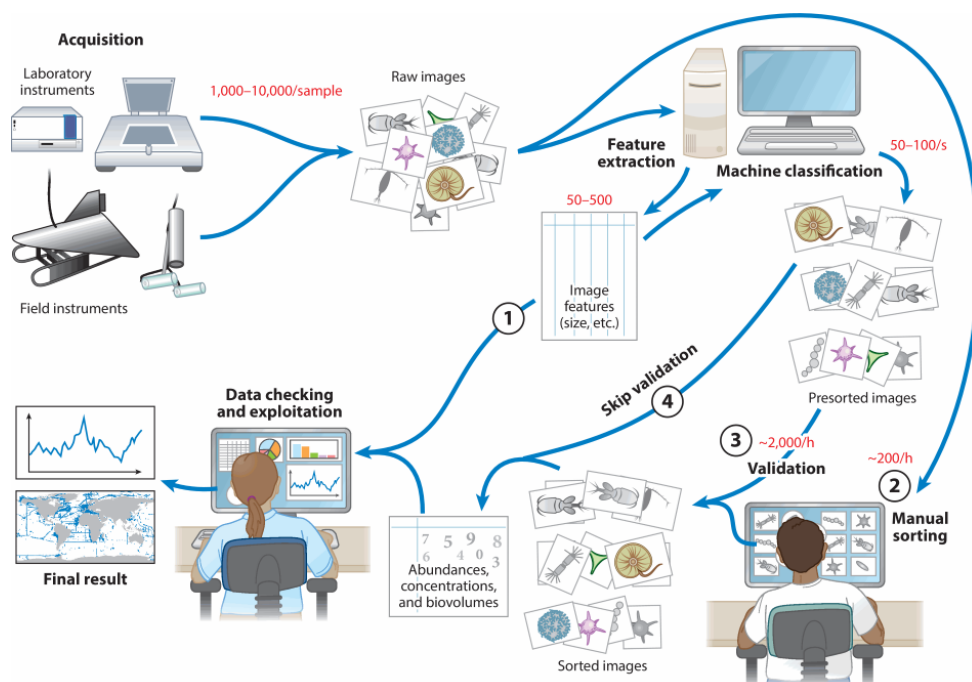 Acquisition
Laboratory
instruments
1,000–10,000/sample
Raw images
Field instruments
Feature
extraction
Machine classification
50–100/s
50–500
Image
features
(size, etc.)
1
Presorted images
Skip validation
4
3
~2,000/h
Validation
~200/h
2
Manual
sorting
Sorted images
7 5 9 8
6 4 0 3
Abundances,
concentrations,
and biovolumes
Data checking
and exploitation
Final result